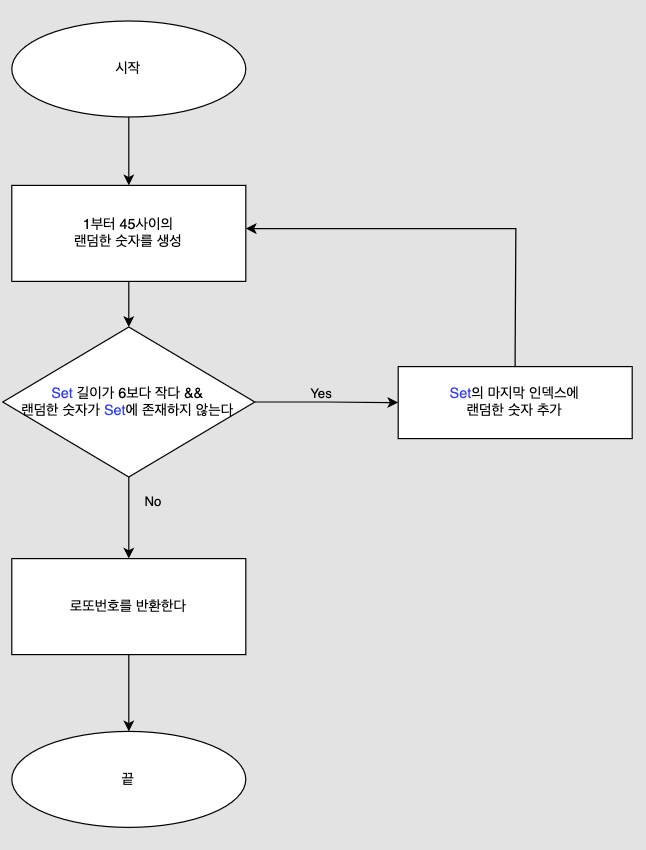 시작
1부터 45사이의
랜덤한 숫자를 생성
Set 길이가 6보다 작다 &&
랜덤한 숫자가 Set에 존재하지 않는다
Yes
Set의 마지막 인덱스에
랜덤한 숫자 추가
No
로또번호를 반환한다
끝